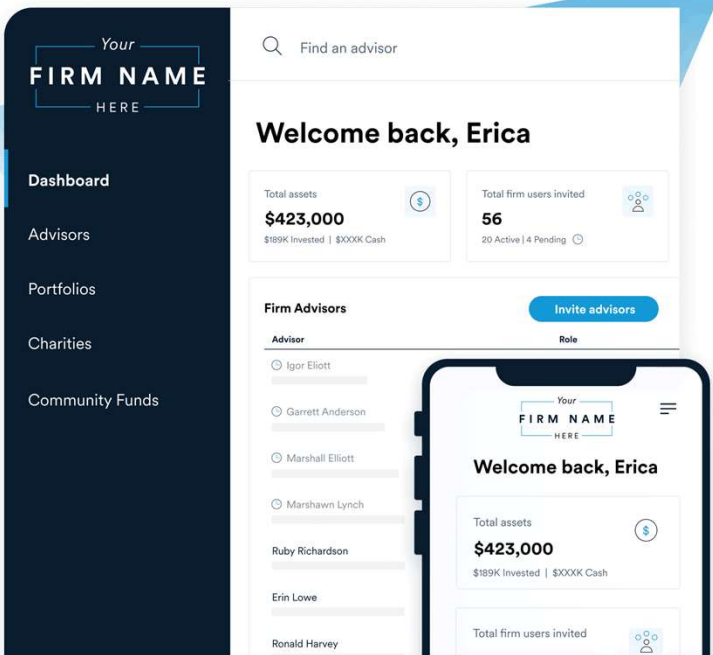 Your
FIRM NAME
HERE
Dashboard
Advisors
Portfolios
Charities
Community Funds
Find an advisor
Welcome back, Erica
Total assets
$423,000
$189K Invested | $XXXK Cash
Total firm users invited
56
20 Active | 4 Pending
Firm Advisors
Invite advisors
Advisor Role
Igor Eliott
Garrett Anderson
Marshall Elliott
Marshawn Lynch
Ruby Richardson
Erin Lowe
Ronald Harvey
Your
FIRM NAME
HERE
Welcome back, Erica
Total assets
$423,000
$189K Invested | $XXXK Cash
Total firm users invited